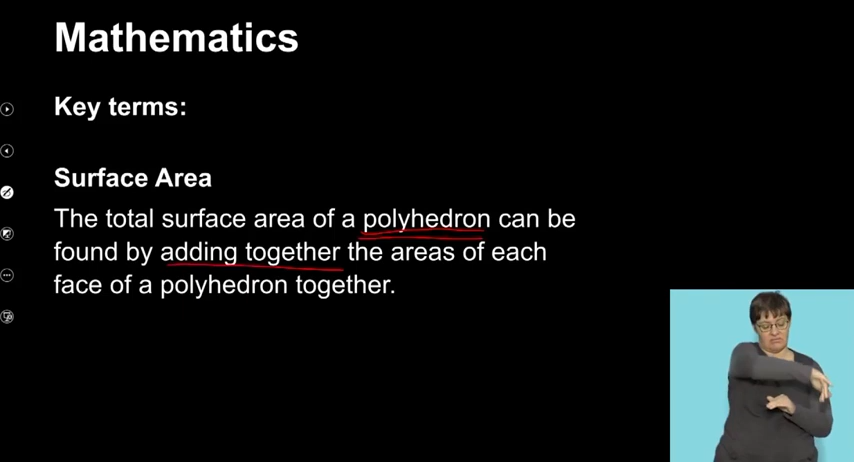 Mathematics
Key terms:
Surface Area
The total surface area of a polyhedron can be
found by adding together the areas of each
face of a polyhedron together.